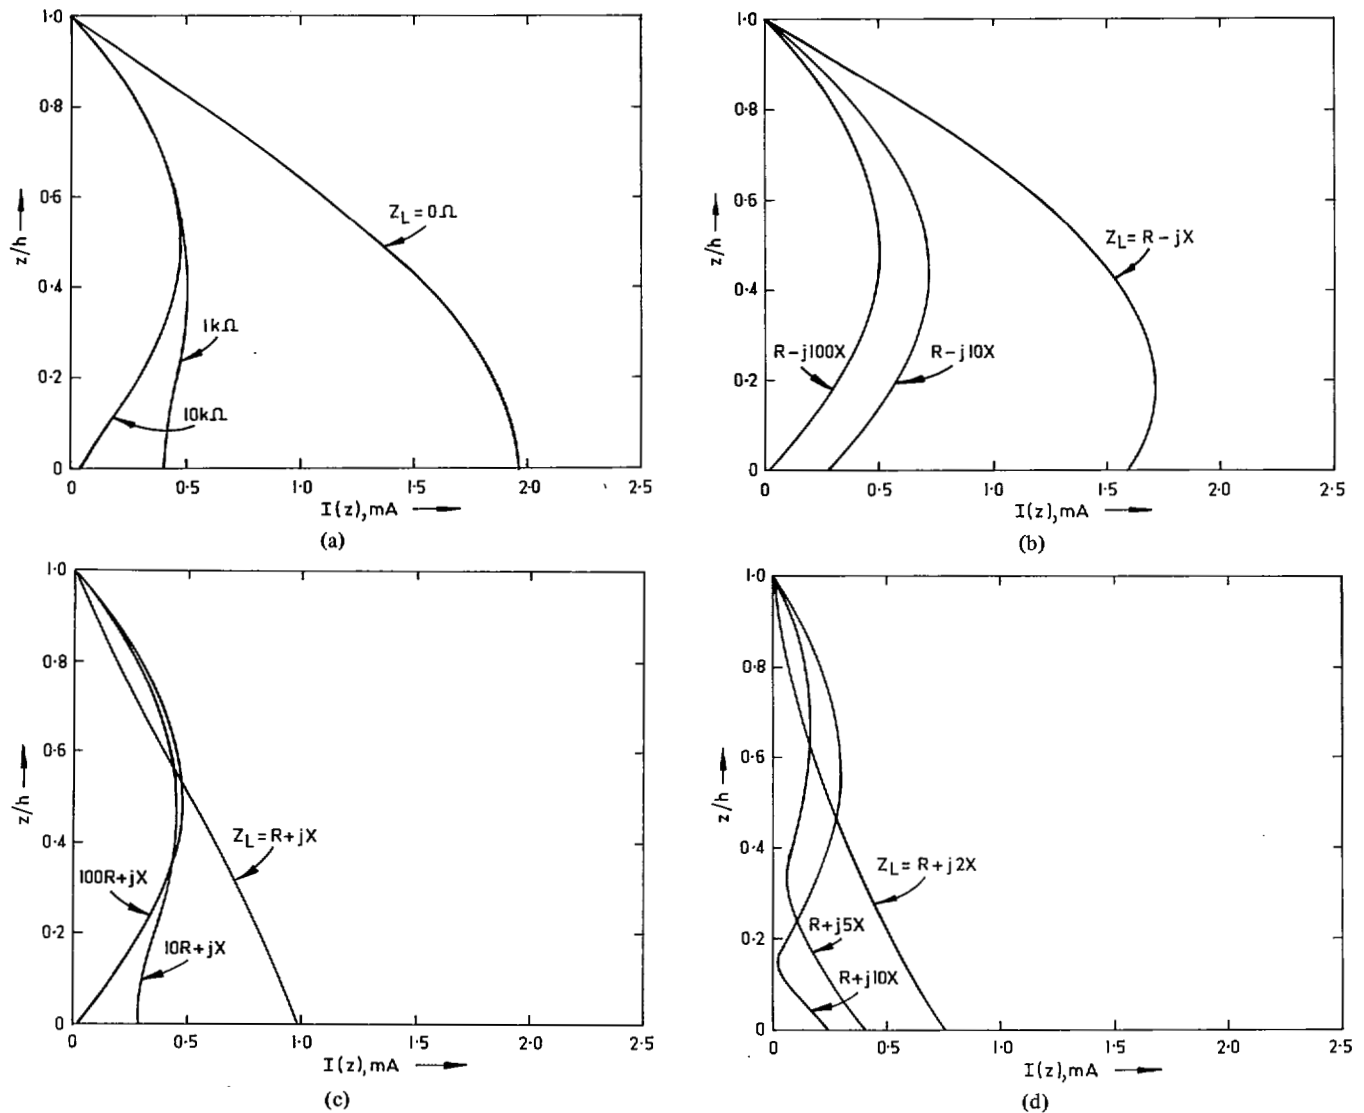 1·0
0·8
0·6
0·4
0·2
0
z/h
Z_L = 0Ω
1kΩ
10kΩ
0 0·5 1·0 1·5 2·0 2·5
I(z), mA
(a)
1·0
0·8
0·6
0·4
0·2
0
z/h
Z_L = R − jX
R − j100X
R − j10X
0 0·5 1·0 1·5 2·0 2·5
I(z), mA
(b)
1·0
0·8
0·6
0·4
0·2
0
z/h
Z_L = R + jX
100R + jX
10R + jX
0 0·5 1·0 1·5 2·0 2·5
I(z), mA
(c)
1·0
0·8
0·6
0·4
0·2
0
z/h
Z_L = R + j2X
R + j5X
R + j10X
0 0·5 1·0 1·5 2·0 2·5
I(z), mA
(d)